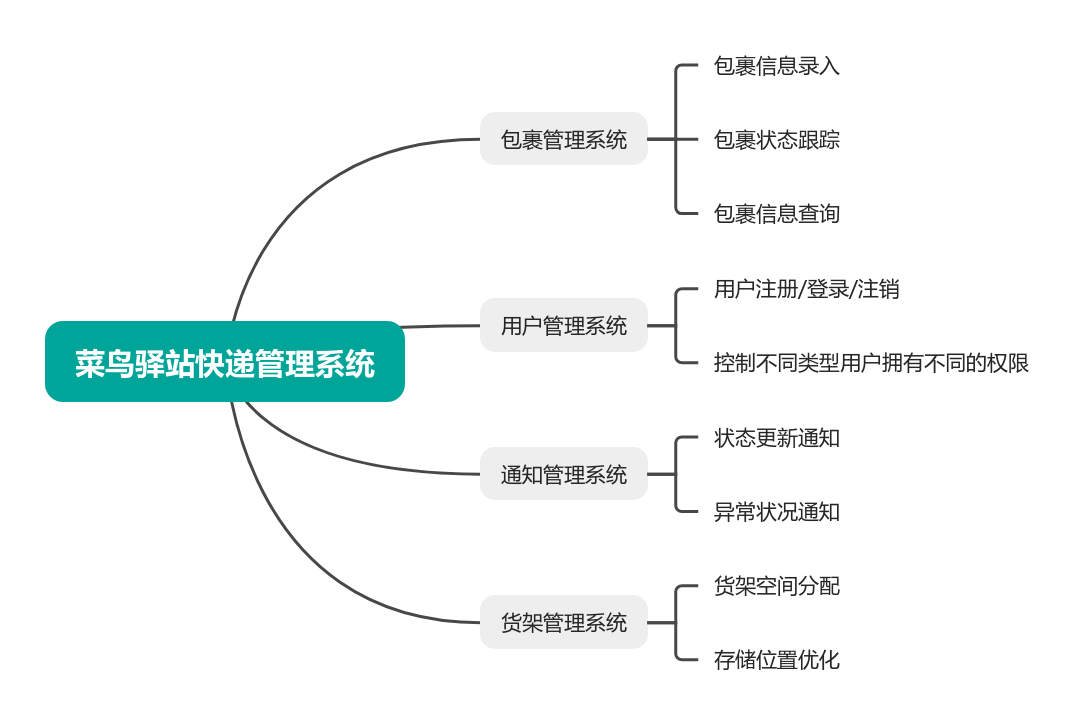 菜鸟驿站快递管理系统
包裹管理系统
包裹信息录入
包裹状态跟踪
包裹信息查询
用户管理系统
用户注册/登录/注销
控制不同类型用户拥有不同的权限
通知管理系统
状态更新通知
异常状况通知
货架管理系统
货架空间分配
存储位置优化